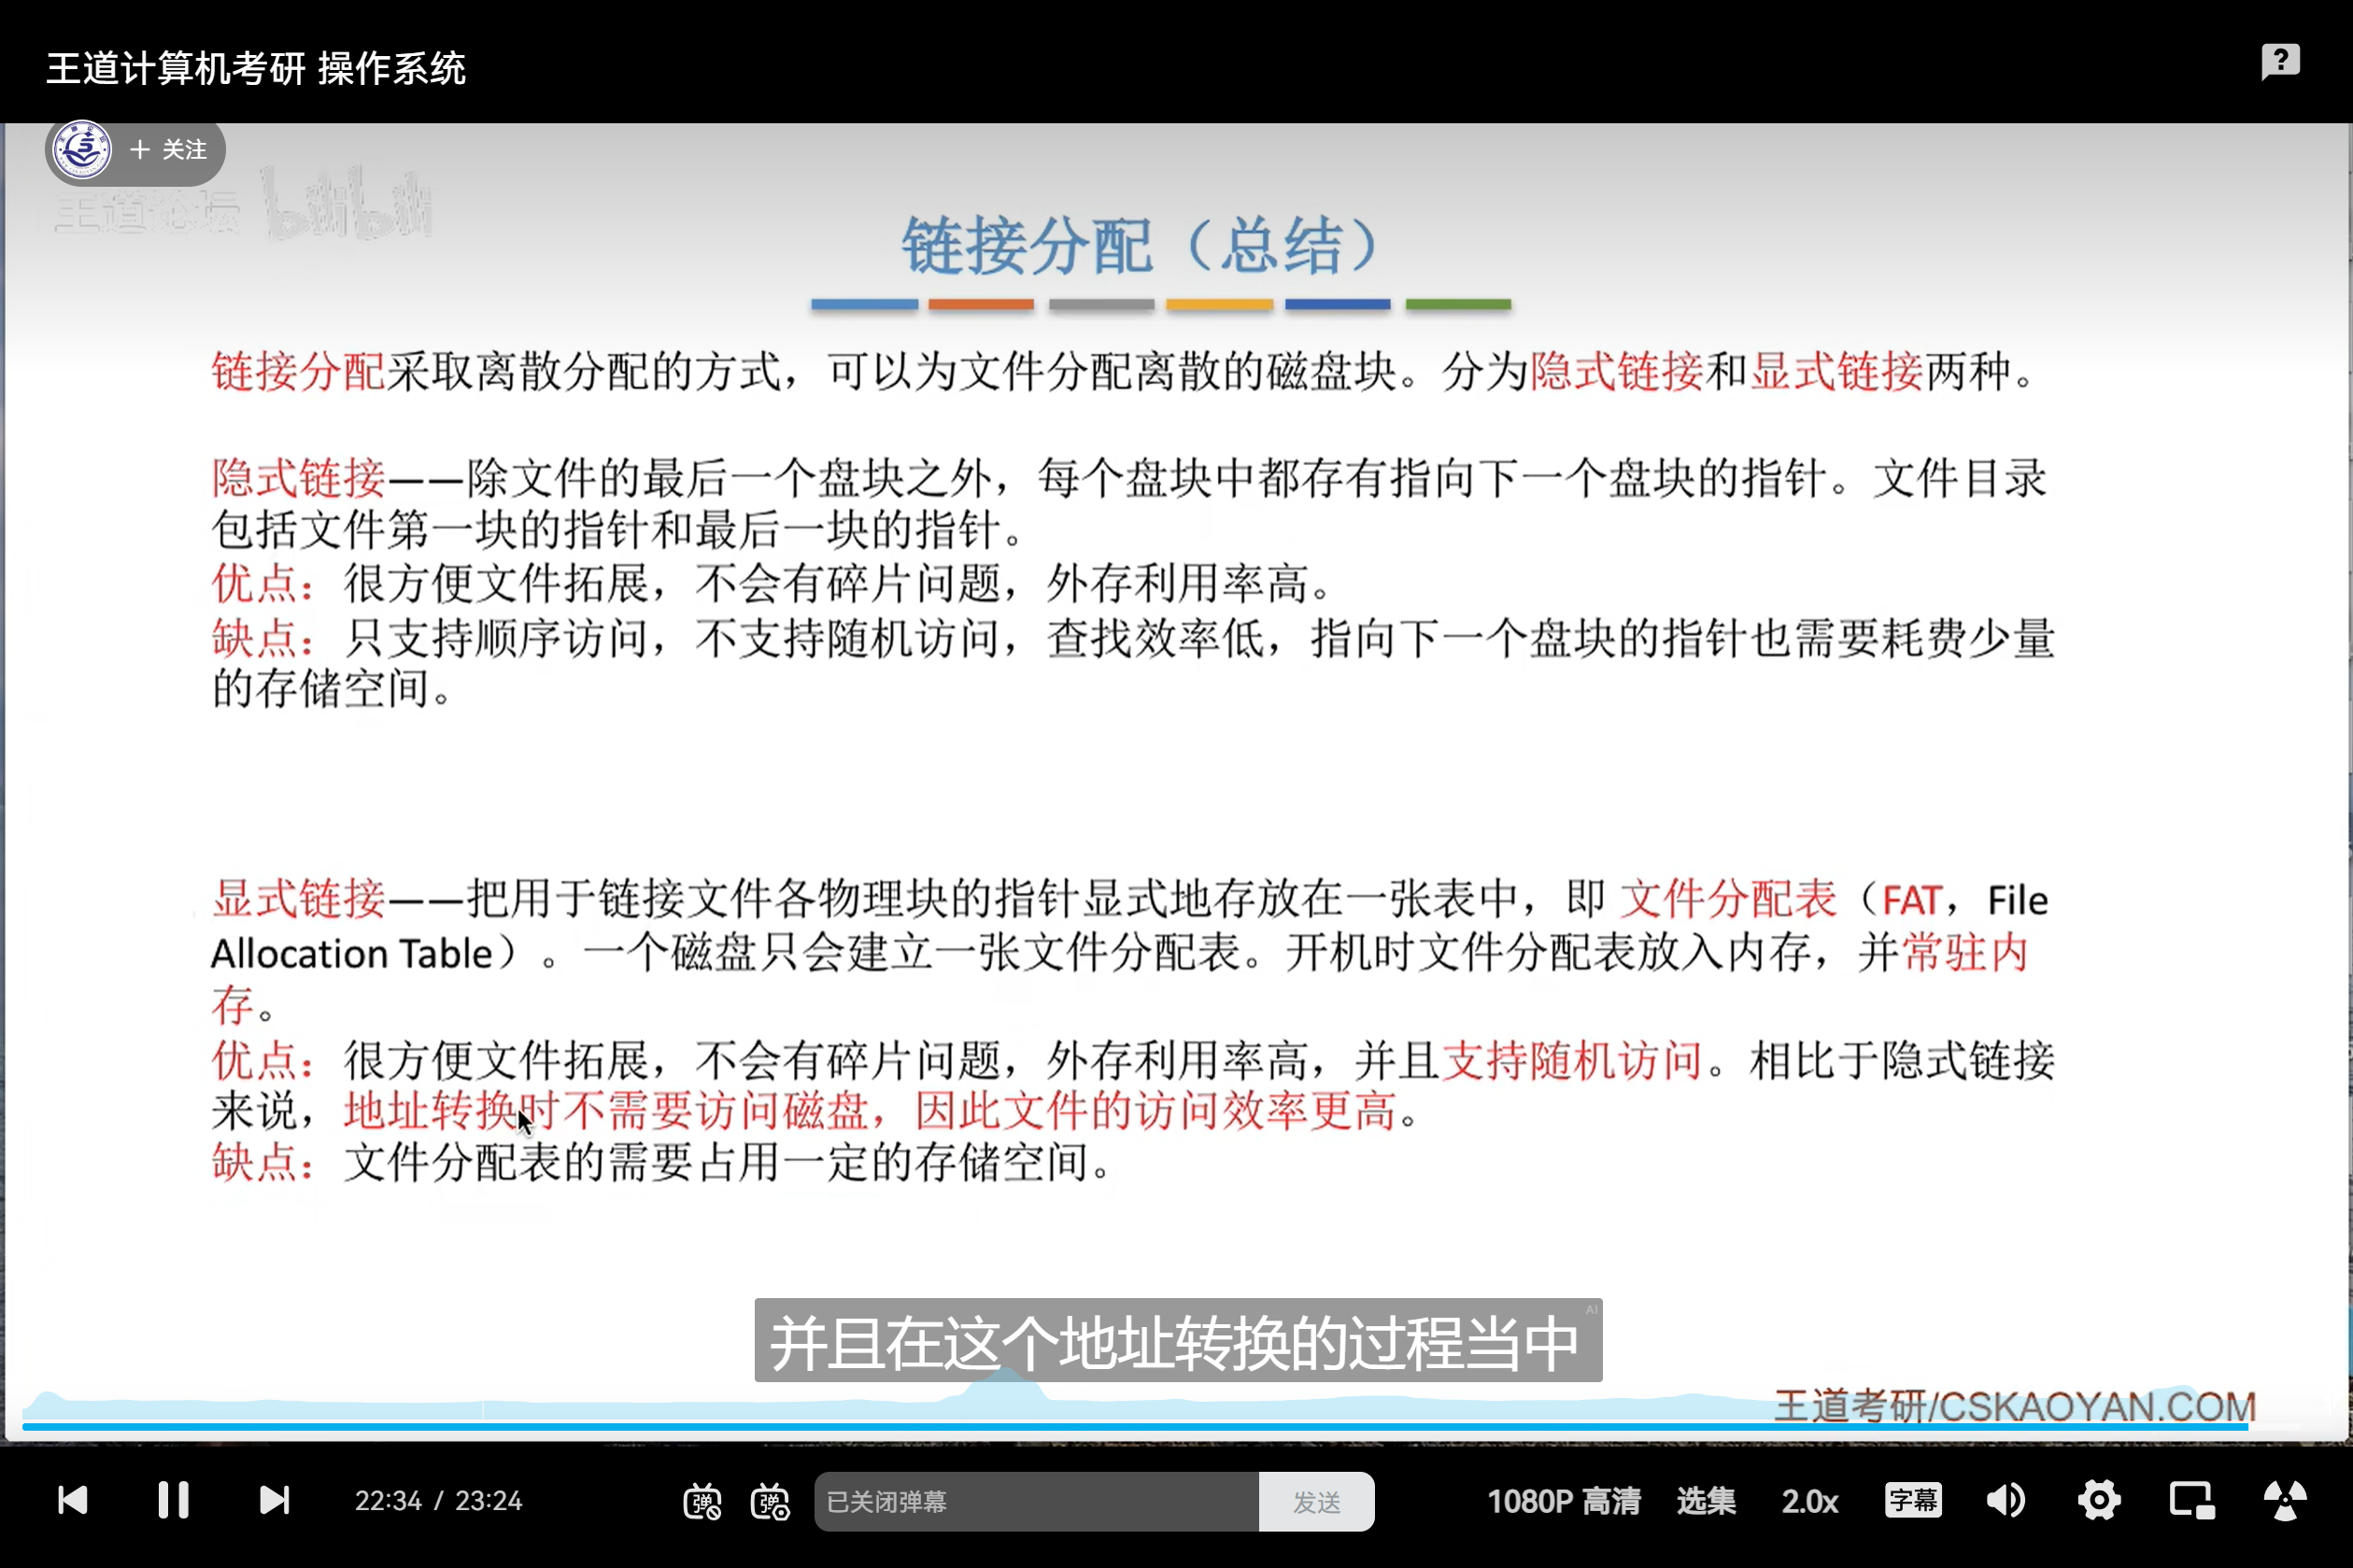 王道计算机考研 操作系统
?
+ 关注
王道论坛 bilibili
链接分配（总结）
链接分配采取离散分配的方式，可以为文件分配离散的磁盘块。分为隐式链接和显式链接两种。
隐式链接——除文件的最后一个盘块之外，每个盘块中都存有指向下一个盘块的指针。文件目录
包括文件第一块的指针和最后一块的指针。
优点：很方便文件拓展，不会有碎片问题，外存利用率高。
缺点：只支持顺序访问，不支持随机访问，查找效率低，指向下一个盘块的指针也需要耗费少量
的存储空间。
显式链接——把用于链接文件各物理块的指针显式地存放在一张表中，即 文件分配表（FAT，File
Allocation Table）。一个磁盘只会建立一张文件分配表。开机时文件分配表放入内存，并常驻内
存。
优点：很方便文件拓展，不会有碎片问题，外存利用率高，并且支持随机访问。相比于隐式链接
来说，地址转换时不需要访问磁盘，因此文件的访问效率更高。
缺点：文件分配表的需要占用一定的存储空间。
AI
并且在这个地址转换的过程当中
王道考研/CSKAOYAN.COM
22:34 / 23:24 弹 弹 已关闭弹幕 发送 1080P 高清 选集 2.0x 字幕